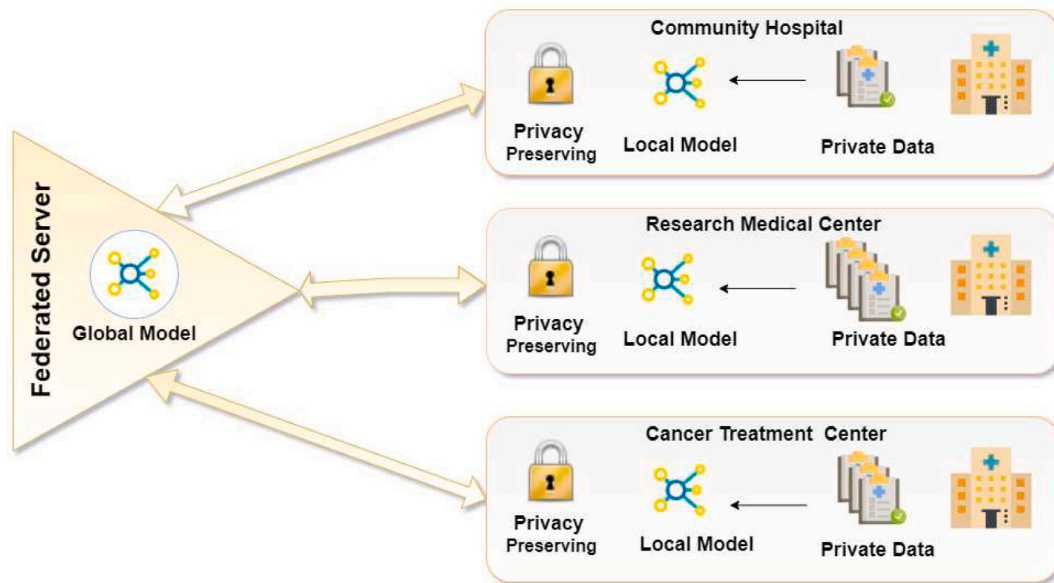 Federated Server
Global Model
Community Hospital
Privacy
Preserving
Local Model
Private Data
Research Medical Center
Privacy
Preserving
Local Model
Private Data
Cancer Treatment Center
Privacy
Preserving
Local Model
Private Data